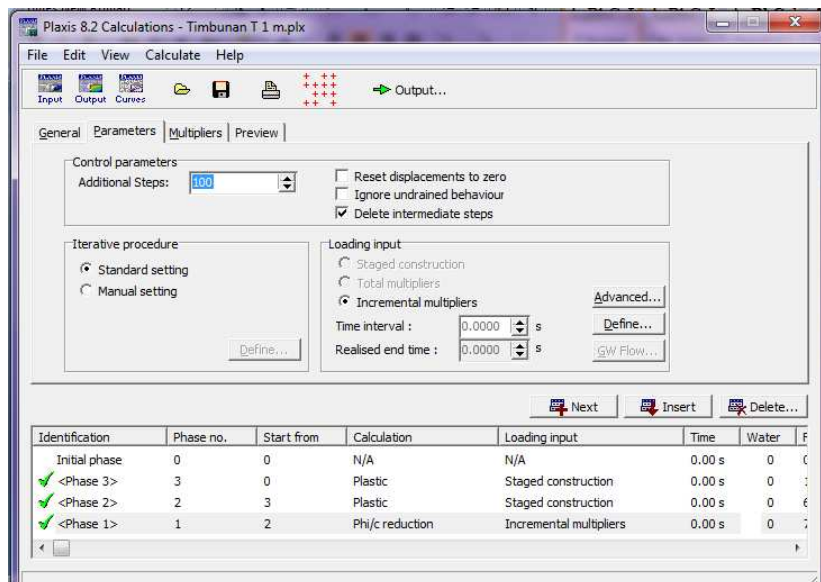 Plaxis 8.2 Calculations - Timbunan T 1 m.plx
File Edit View Calculate Help
Input Output Curves Output...
General Parameters Multipliers Preview
Control parameters
Additional Steps: 100
Reset displacements to zero
Ignore undrained behaviour
Delete intermediate steps
Iterative procedure
Standard setting
Manual setting
Define...
Loading input
Staged construction
Total multipliers
Incremental multipliers
Advanced...
Time interval : 0.0000 s Define...
Realised end time : 0.0000 s GW Flow...
Next Insert Delete...
Identification Phase no. Start from Calculation Loading input Time Water
Initial phase 0 0 N/A N/A 0.00 s 0
<Phase 3> 3 0 Plastic Staged construction 0.00 s 0
<Phase 2> 2 3 Plastic Staged construction 0.00 s 0
<Phase 1> 1 2 Phi/c reduction Incremental multipliers 0.00 s 0